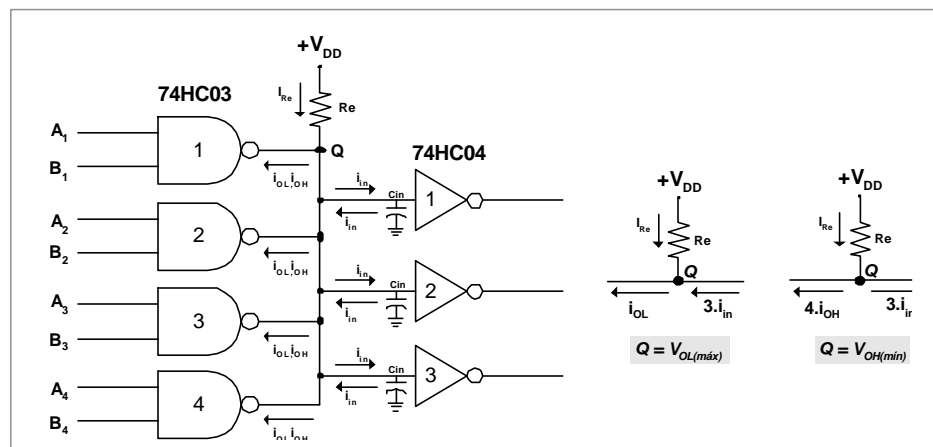 +VDD
74HC03
IRe
Re
A1
B1
1
Q
iOL,iOH
74HC04
iin
Cin
iin
1
A2
B2
2
iOL,iOH
A3
B3
3
iOL,iOH
iin
Cin
iin
2
A4
B4
4
iOL,iOH
iin
Cin
iin
3
+VDD
IRe
Re
Q
iOL
3.iin
Q = VOL(máx)
+VDD
IRe
Re
Q
4.iOH
Q = VOH(mín)